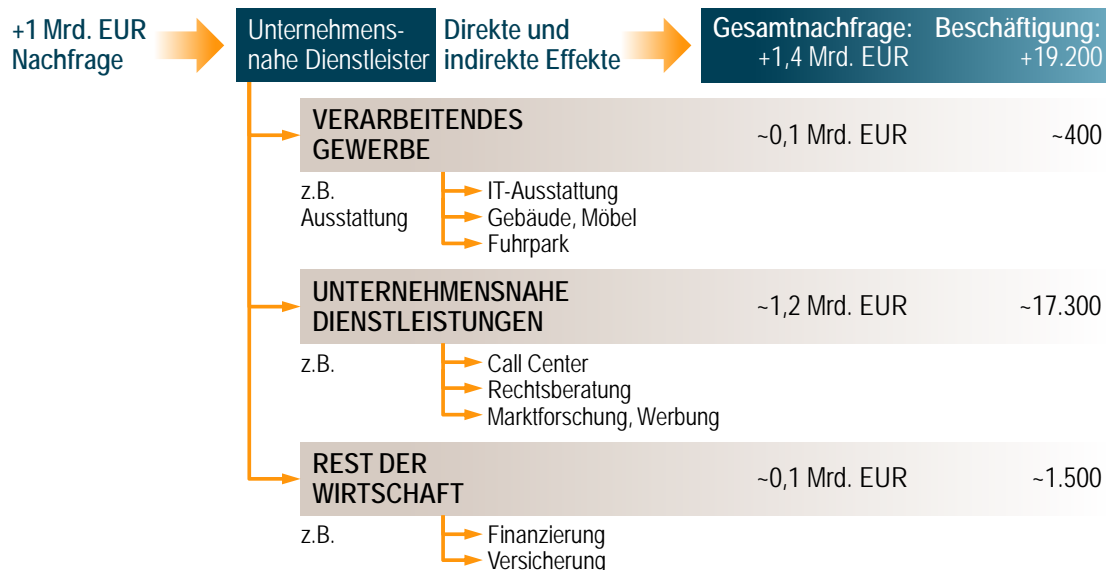 +1 Mrd. EUR
Nachfrage
Unternehmens-
nahe Dienstleister
Direkte und
indirekte Effekte
Gesamtnachfrage:
+1,4 Mrd. EUR
Beschäftigung:
+19.200
VERARBEITENDES
GEWERBE
~0,1 Mrd. EUR
~400
z.B.
Ausstattung
IT-Ausstattung
Gebäude, Möbel
Fuhrpark
UNTERNEHMENSNAHE
DIENSTLEISTUNGEN
~1,2 Mrd. EUR
~17.300
z.B.
Call Center
Rechtsberatung
Marktforschung, Werbung
REST DER
WIRTSCHAFT
~0,1 Mrd. EUR
~1.500
z.B.
Finanzierung
Versicherung